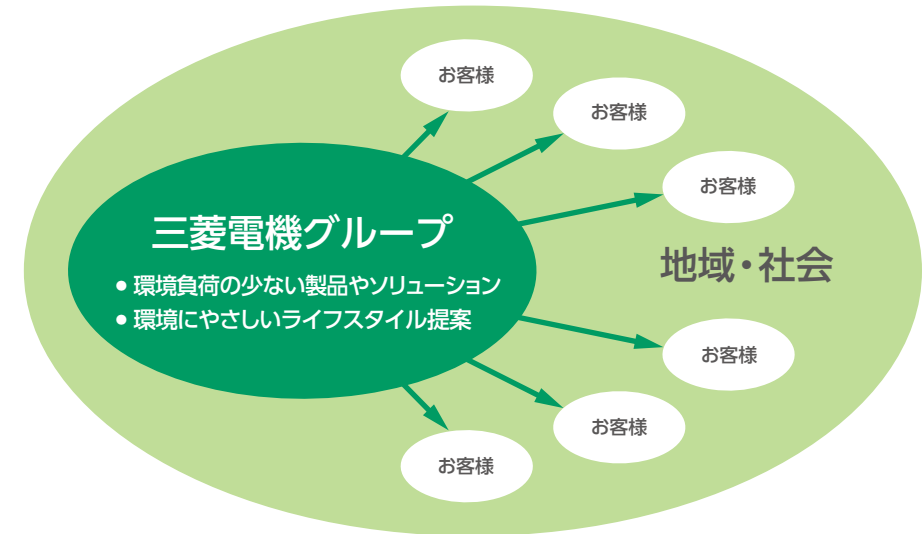 お客様
お客様
お客様
三菱電機グループ
● 環境負荷の少ない製品やソリューション
● 環境にやさしいライフスタイル提案
地域・社会
お客様
お客様
お客様